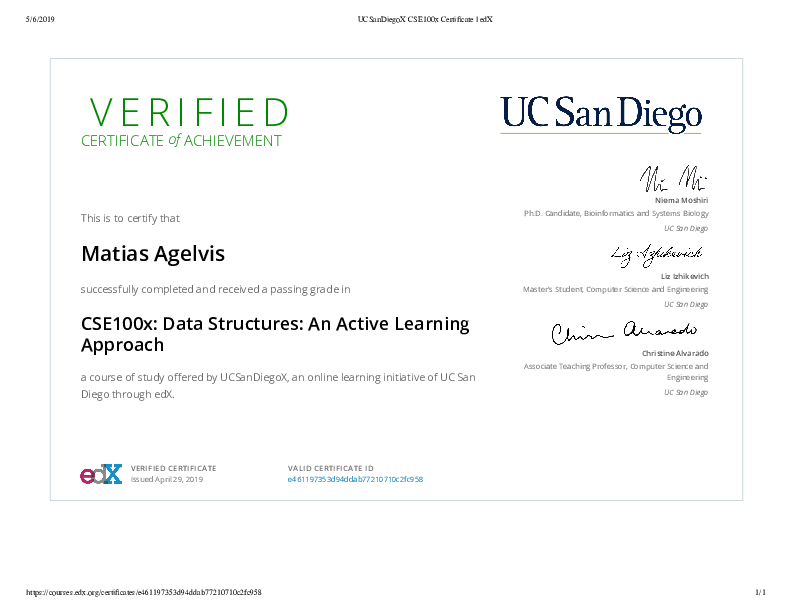 5/6/2019
UCSanDiegoX CSE100x Certificate | edX
VERIFIED
CERTIFICATE of ACHIEVEMENT
UC San Diego
This is to certify that
Matias Agelvis
successfully completed and received a passing grade in
CSE100x: Data Structures: An Active Learning
Approach
a course of study offered by UCSanDiegoX, an online learning initiative of UC San
Diego through edX.
Niema Moshiri
Ph.D. Candidate, Bioinformatics and Systems Biology
UC San Diego
Liz Izhikevich
Liz Izhikevich
Master's Student, Computer Science and Engineering
UC San Diego
Christine Alvarado
Christine Alvarado
Associate Teaching Professor, Computer Science and
Engineering
UC San Diego
edX
VERIFIED CERTIFICATE
Issued April 29, 2019
VALID CERTIFICATE ID
e461197353d94ddab77210710c2fc958
https://courses.edx.org/certificates/e461197353d94ddab77210710c2fc958
1/1